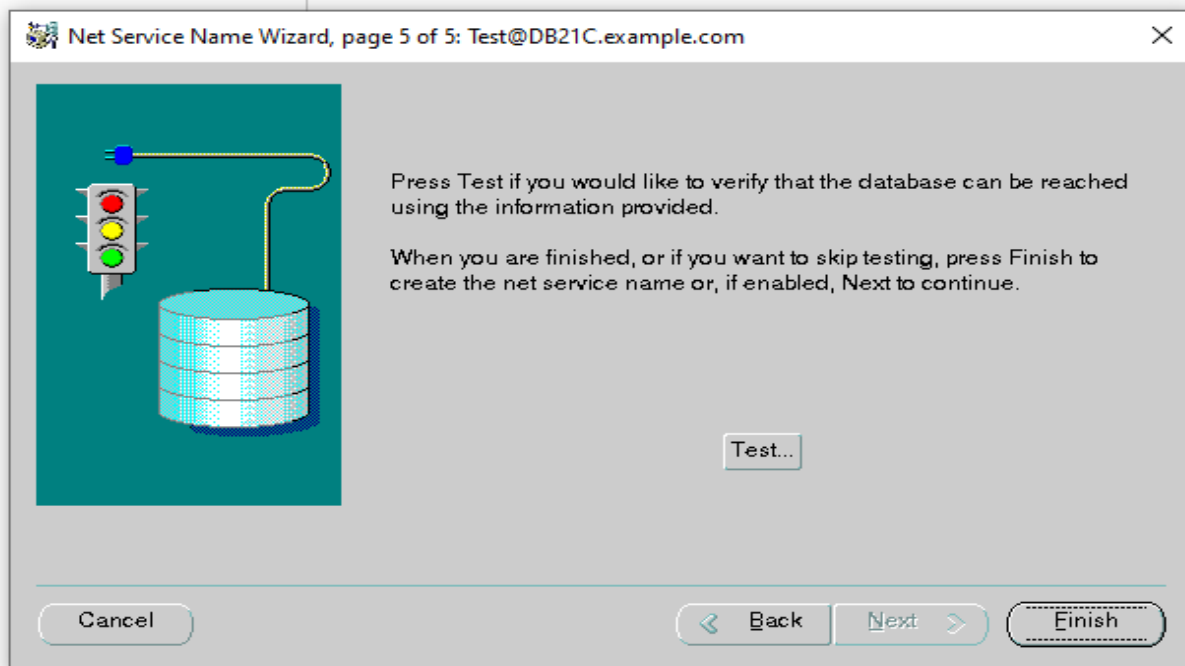 Net Service Name Wizard, page 5 of 5: Test@DB21C.example.com
Press Test if you would like to verify that the database can be reached
using the information provided.
When you are finished, or if you want to skip testing, press Finish to
create the net service name or, if enabled, Next to continue.
Test...
Cancel
Back
Next
Finish